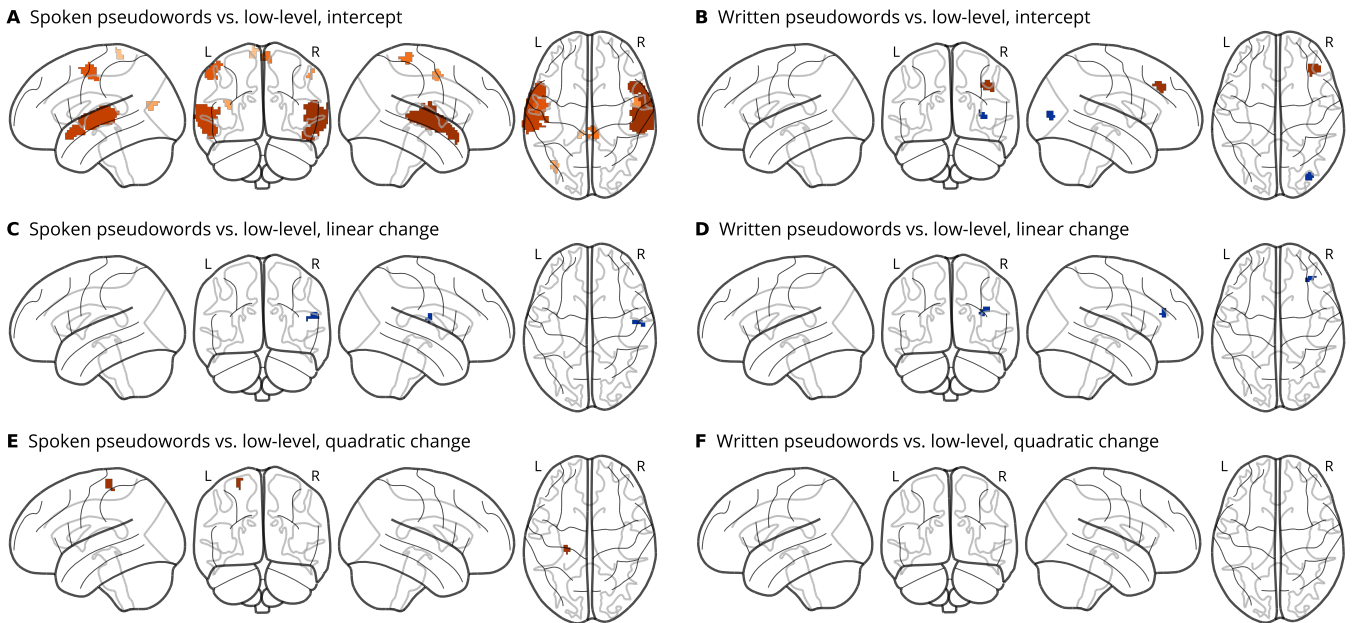 A Spoken pseudowords vs. low-level, intercept
L R L R
B Written pseudowords vs. low-level, intercept
L R L R
C Spoken pseudowords vs. low-level, linear change
L R L R
D Written pseudowords vs. low-level, linear change
L R L R
E Spoken pseudowords vs. low-level, quadratic change
L R L R
F Written pseudowords vs. low-level, quadratic change
L R L R